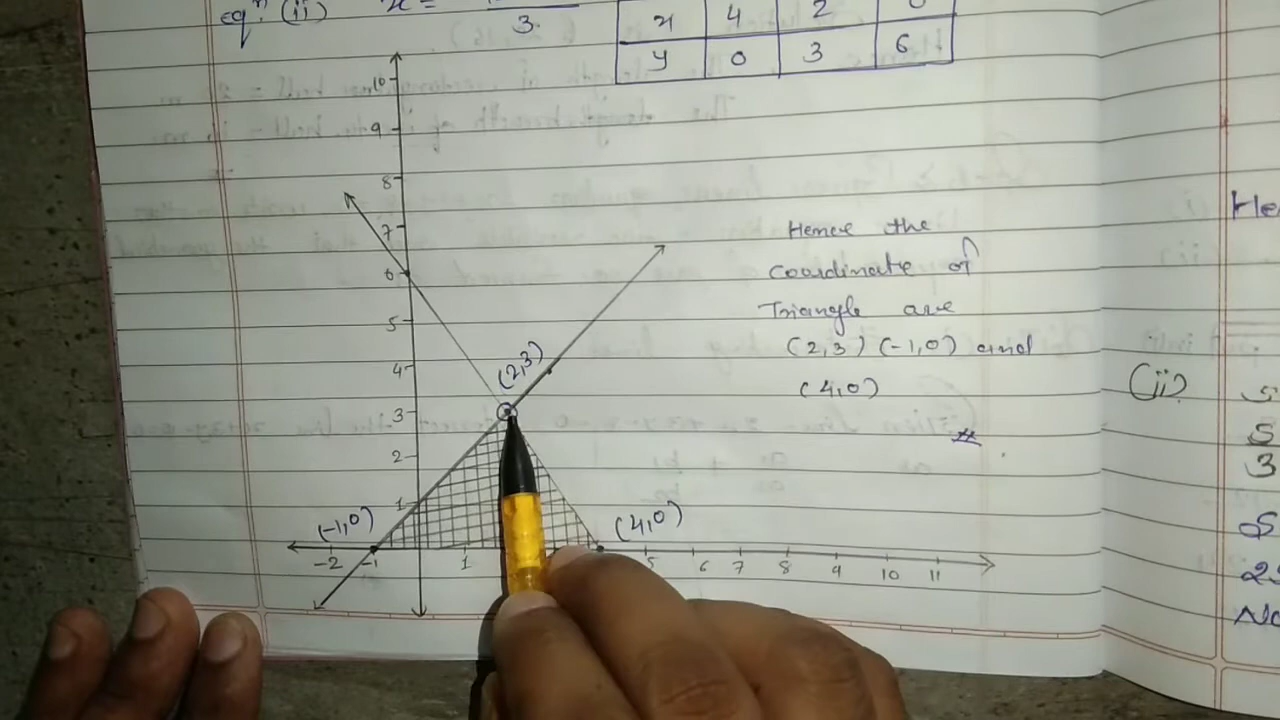 eqⁿ. (ii) x =
3
x 4 2 0
y 0 3 6
10
9
8
7
6
5
4
3
2
1
(2,3)
(-1,0)
(4,0)
-2 -1 1 5 6 7 8 9 10 11
Hence the
Coordinate of
Triangle are
(2,3) (-1,0) and
(4,0)
He
(ii)